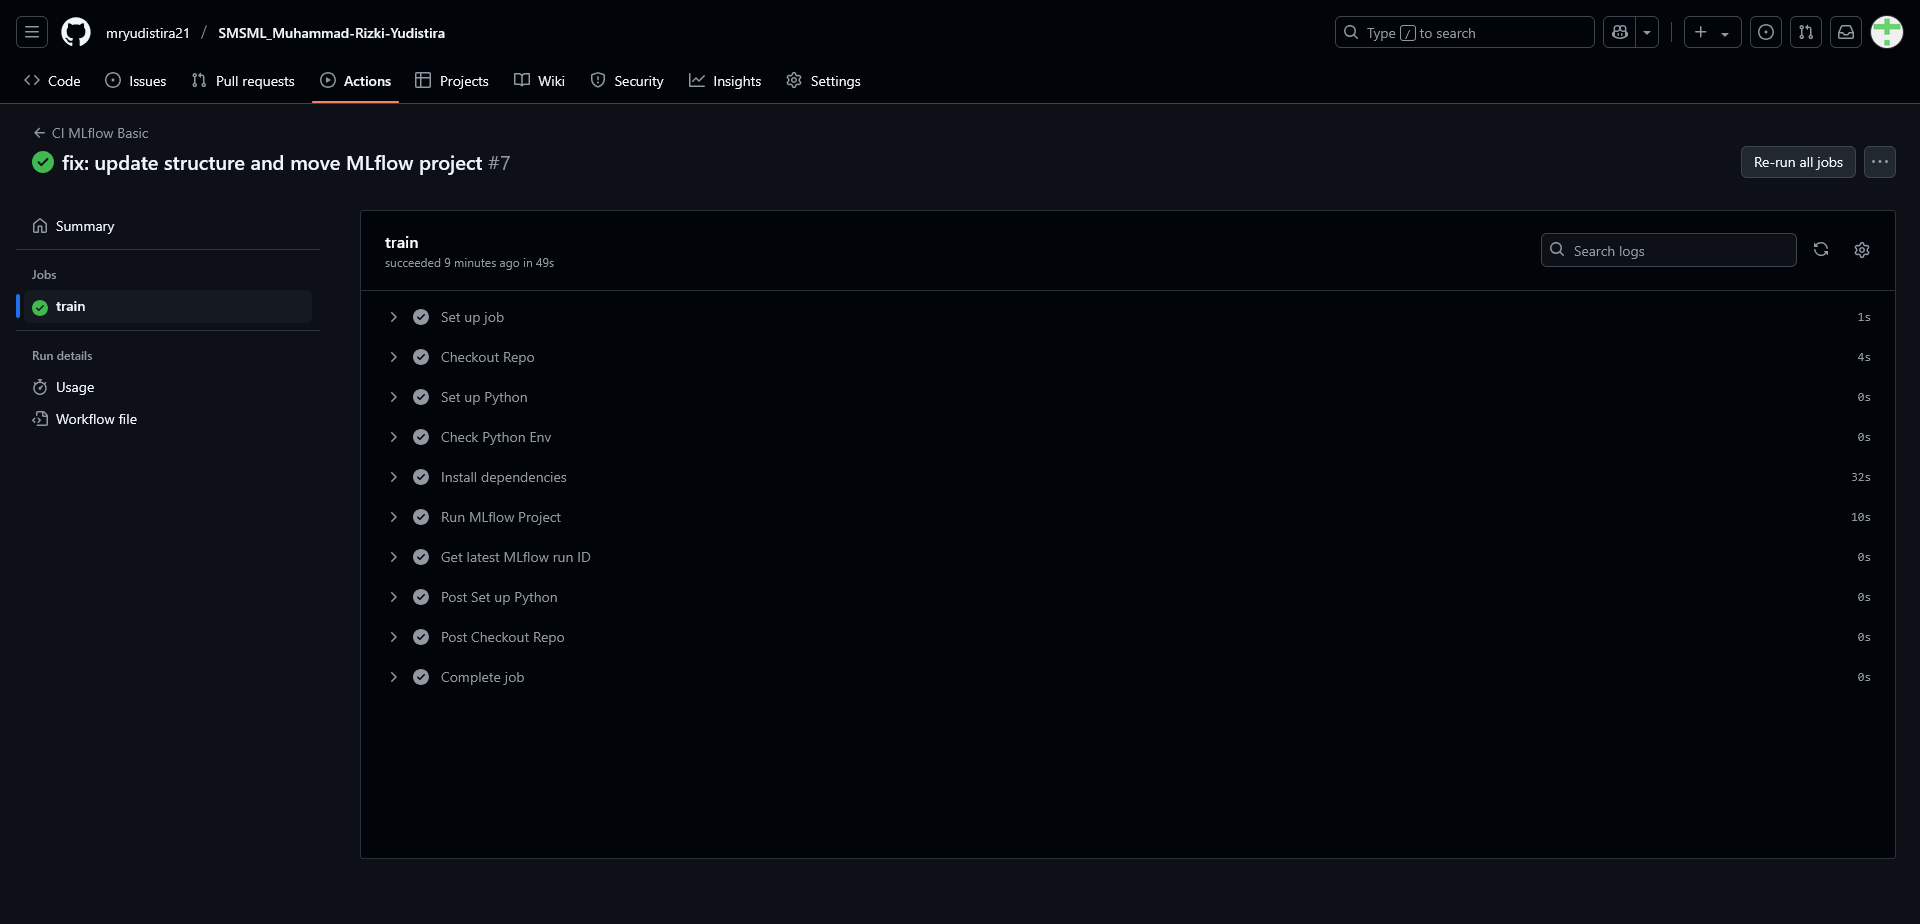 mryudistira21 / SMSML_Muhammad-Rizki-Yudistira
Type / to search
Code Issues Pull requests Actions Projects Wiki Security Insights Settings
CI MLflow Basic
fix: update structure and move MLflow project #7
Re-run all jobs
Summary
Jobs
train
Run details
Usage
Workflow file
train
succeeded 9 minutes ago in 49s
Search logs
Set up job 1s
Checkout Repo 4s
Set up Python 0s
Check Python Env 0s
Install dependencies 32s
Run MLflow Project 10s
Get latest MLflow run ID 0s
Post Set up Python 0s
Post Checkout Repo 0s
Complete job 0s